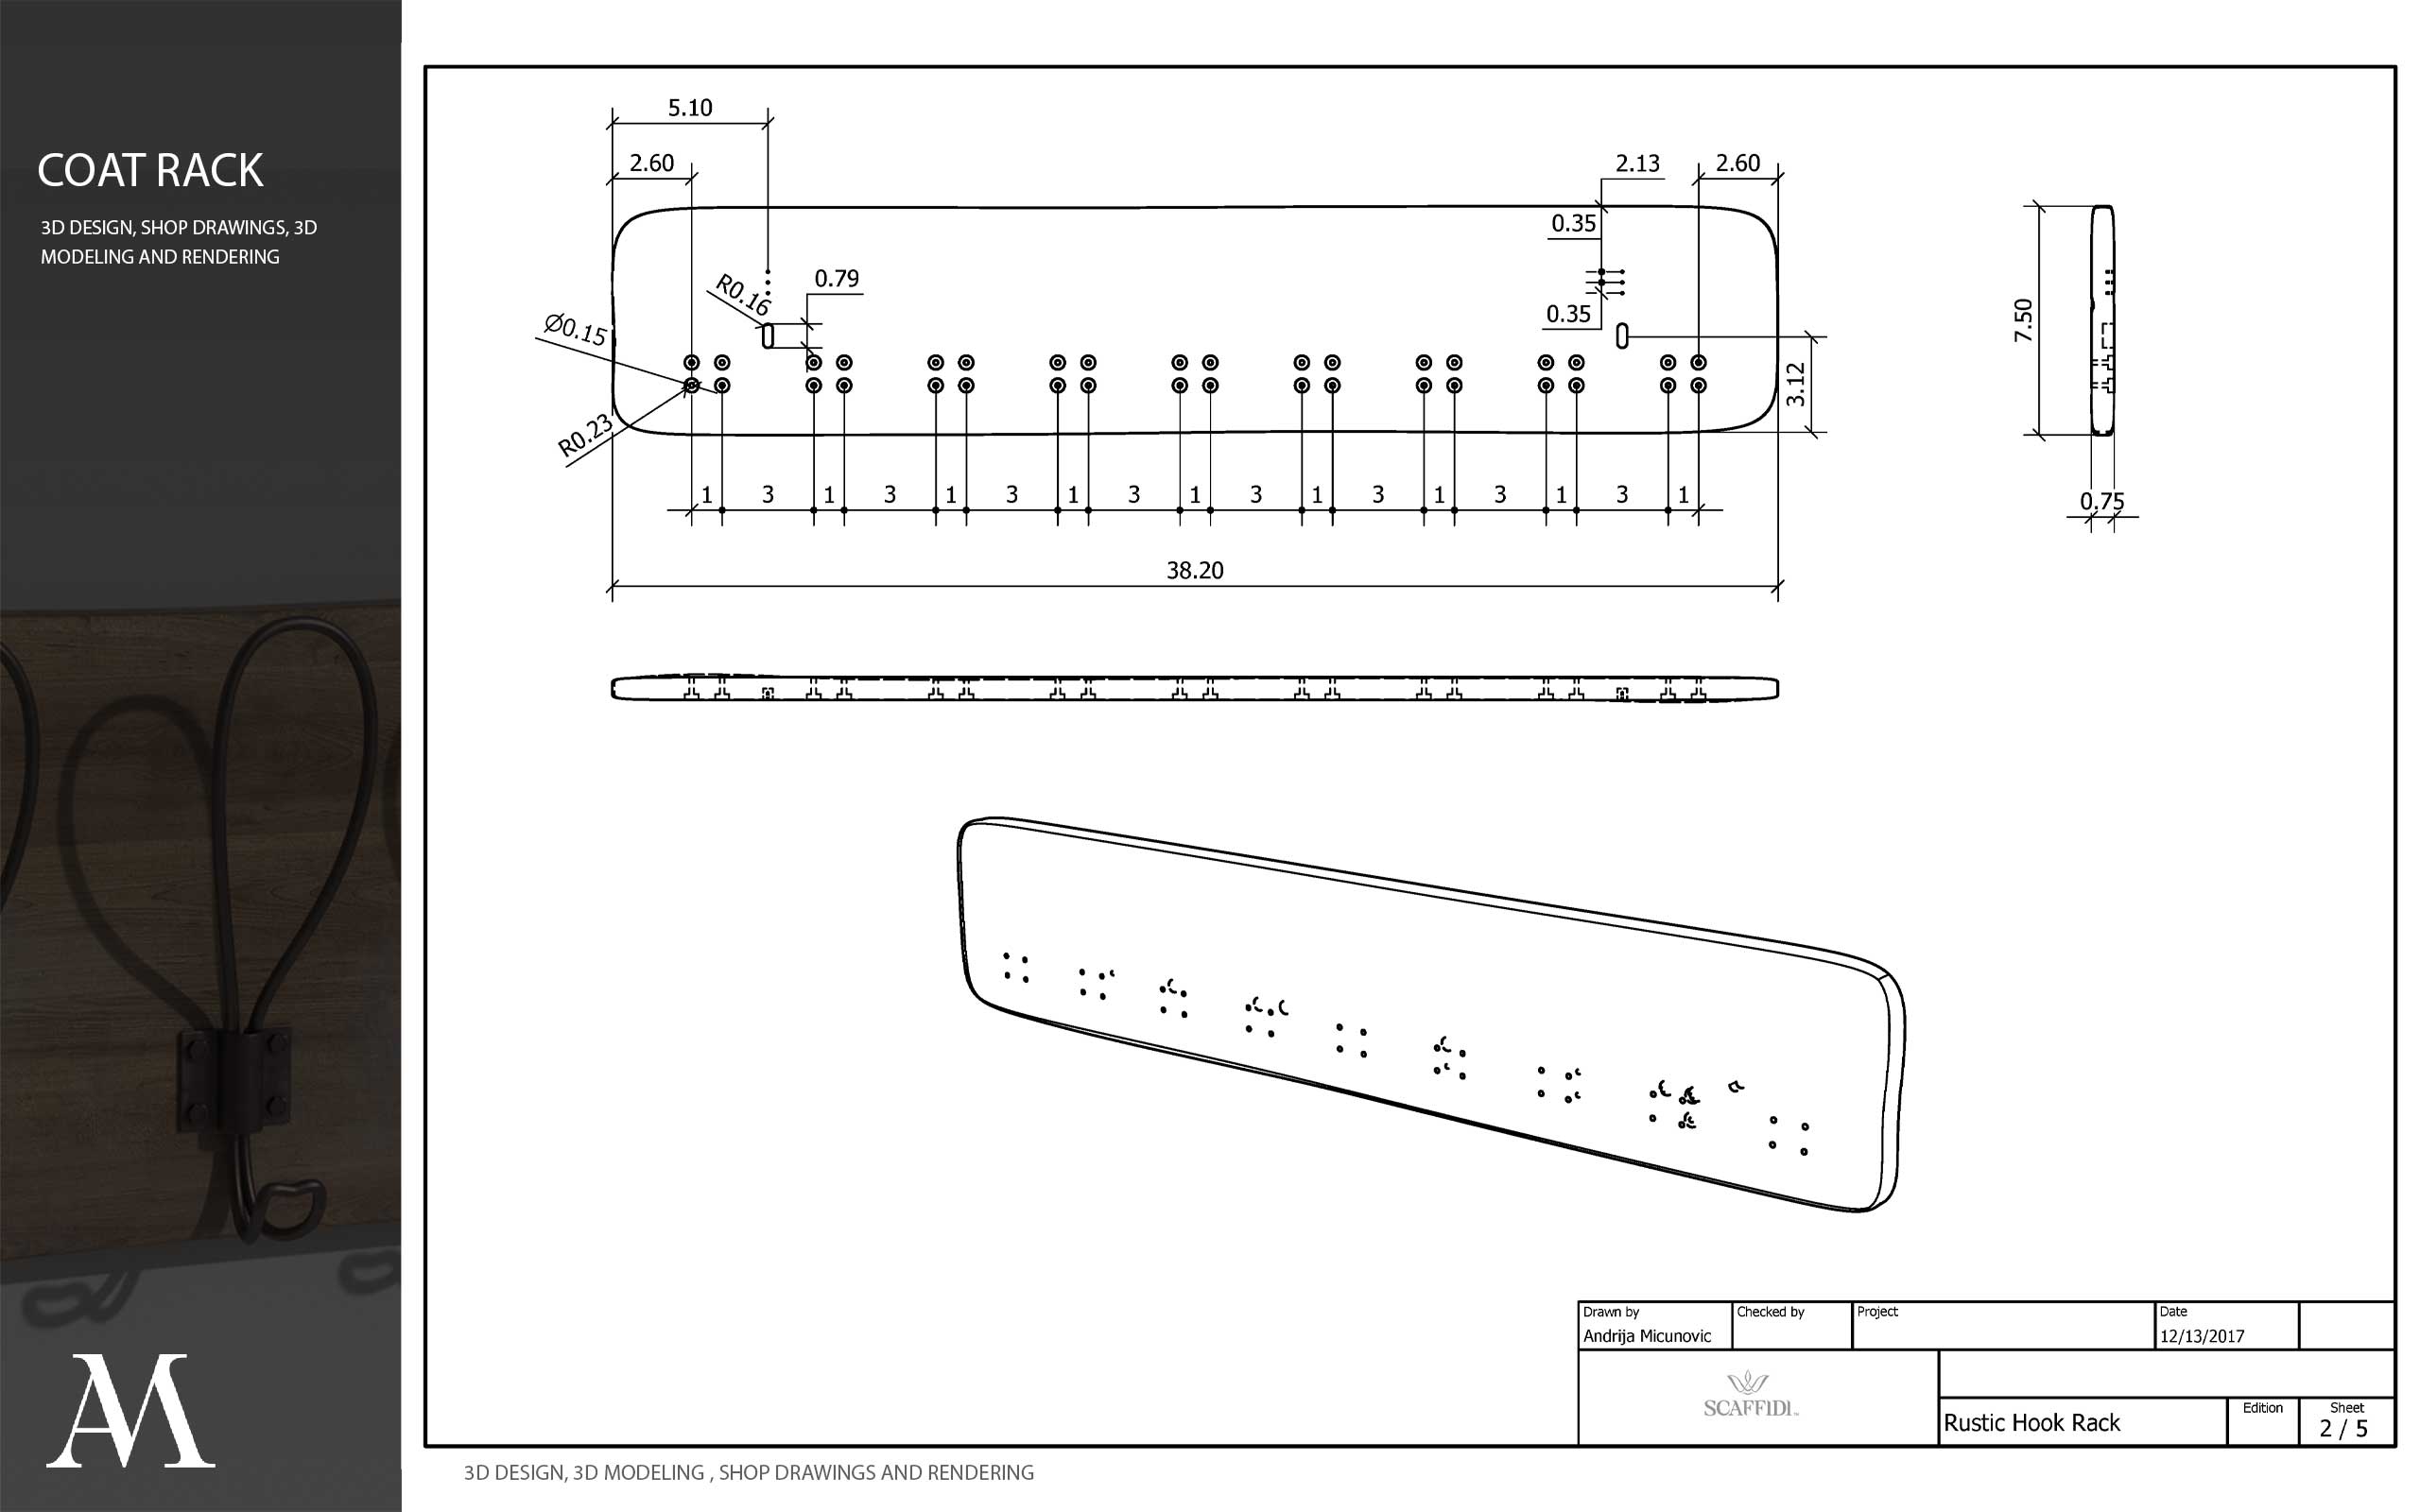 COAT RACK
3D DESIGN, SHOP DRAWINGS, 3D
MODELING AND RENDERING
AM
5.10
2.60
2.13
2.60
0.35
R0.16
0.79
0.35
Ø0.15
R0.23
3.12
7.50
0.75
1 3 1 3 1 3 1 3 1 3 1 3 1 3 1 3 1
38.20
Drawn by
Andrija Micunovic
Checked by
Project
Date
12/13/2017
SCAFFIDI
Rustic Hook Rack
Edition
Sheet
2 / 5
3D DESIGN, 3D MODELING , SHOP DRAWINGS AND RENDERING